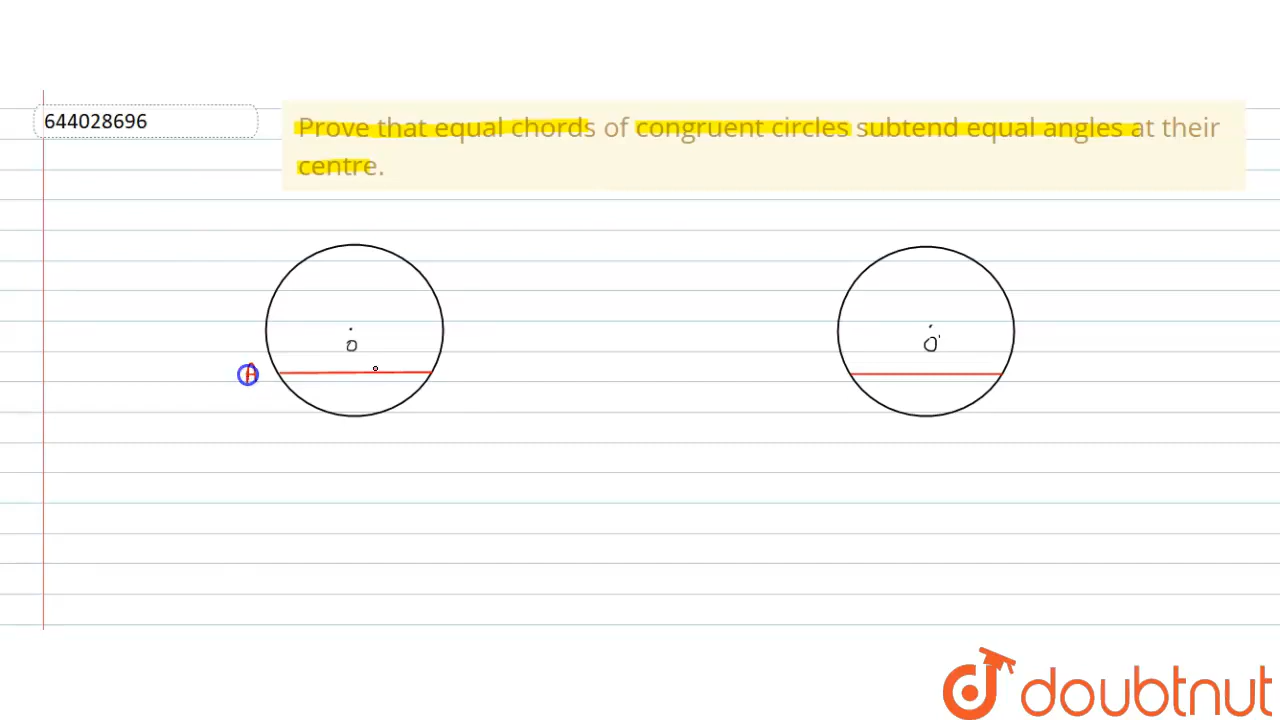 644028696
Prove that equal chords of congruent circles subtend equal angles at their
centre.
O
O'
A
doubtnut